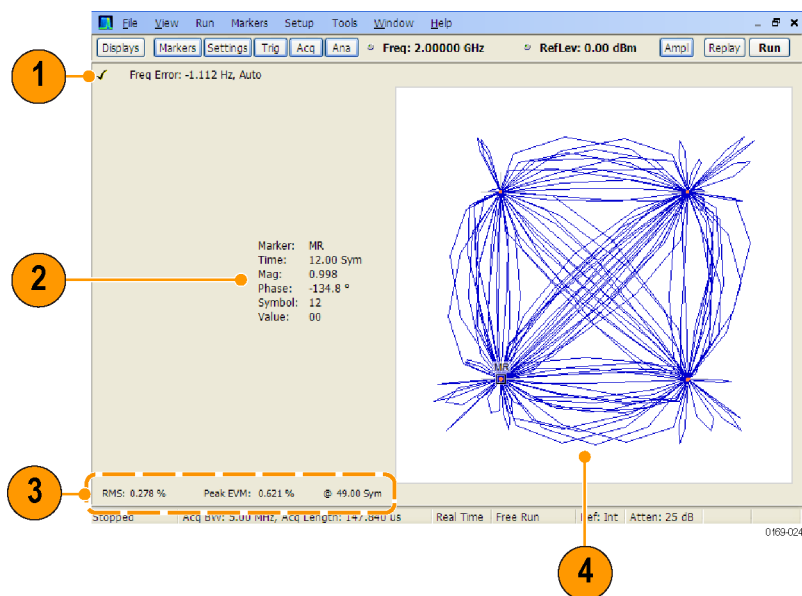 File View Run Markers Setup Tools Window Help
Displays Markers Settings Trig Acq Ana Freq: 2.00000 GHz RefLev: 0.00 dBm Ampl Replay Run
1
Freq Error: -1.112 Hz, Auto
2
Marker: MR
Time: 12.00 Sym
Mag: 0.998
Phase: -134.8 °
Symbol: 12
Value: 00
MR
3
RMS: 0.278 % Peak EVM: 0.621 % @ 49.00 Sym
Stopped Acq BW: 5.00 MHz, Acq Length: 147.840 us Real Time Free Run Ref: Int Atten: 25 dB
0169-024
4